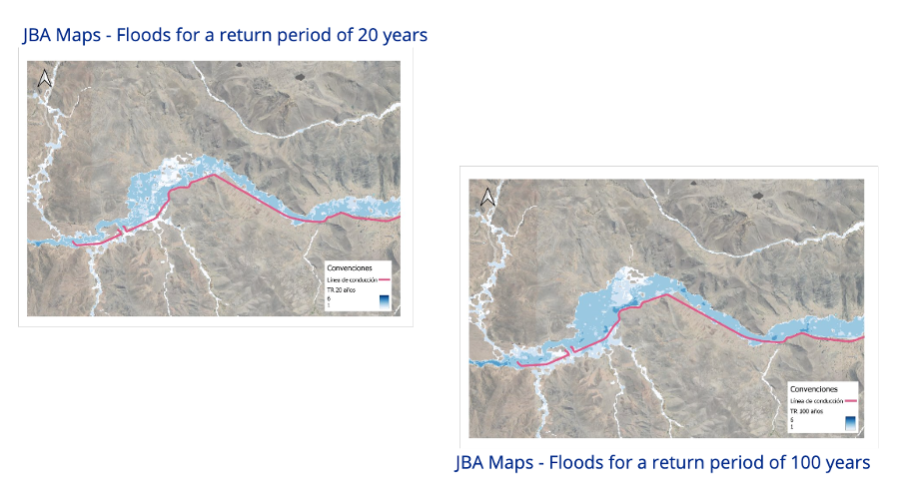 JBA Maps - Floods for a return period of 20 years
Convenciones
Línea de conducción
TR 20 años
6
1
Convenciones
Línea de conducción
TR 100 años
6
1
JBA Maps - Floods for a return period of 100 years